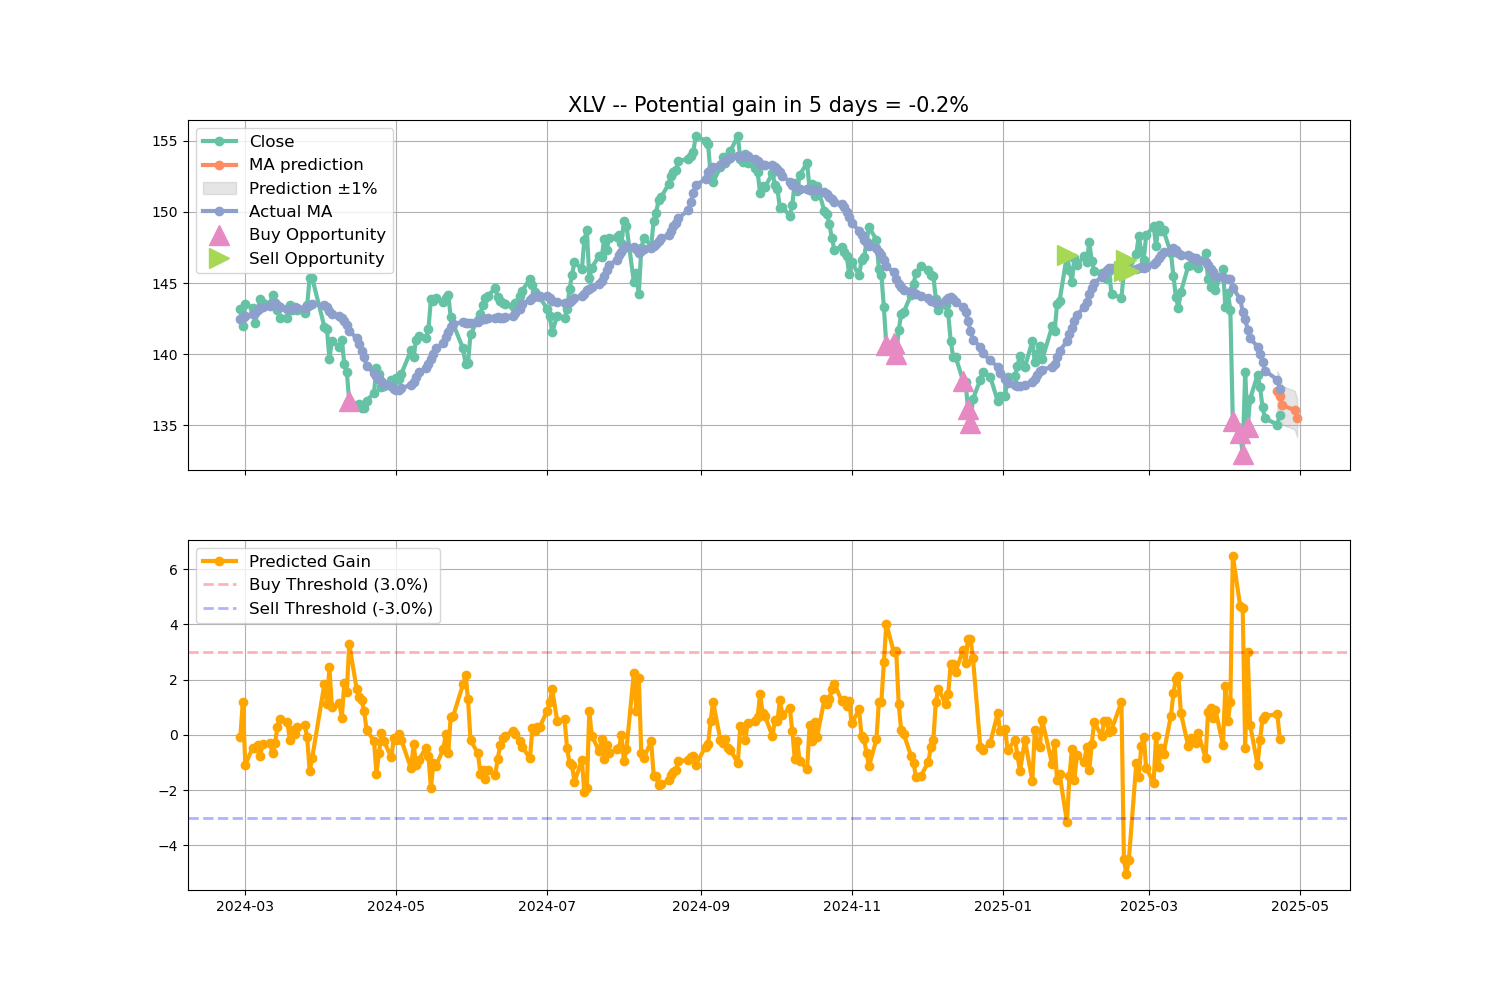 XLV -- Potential gain in 5 days = -0.2%
Close
MA prediction
Prediction ±1%
Actual MA
Buy Opportunity
Sell Opportunity
155
150
145
140
135
Predicted Gain
Buy Threshold (3.0%)
Sell Threshold (-3.0%)
6
4
2
0
−2
−4
2024-03 2024-05 2024-07 2024-09 2024-11 2025-01 2025-03 2025-05